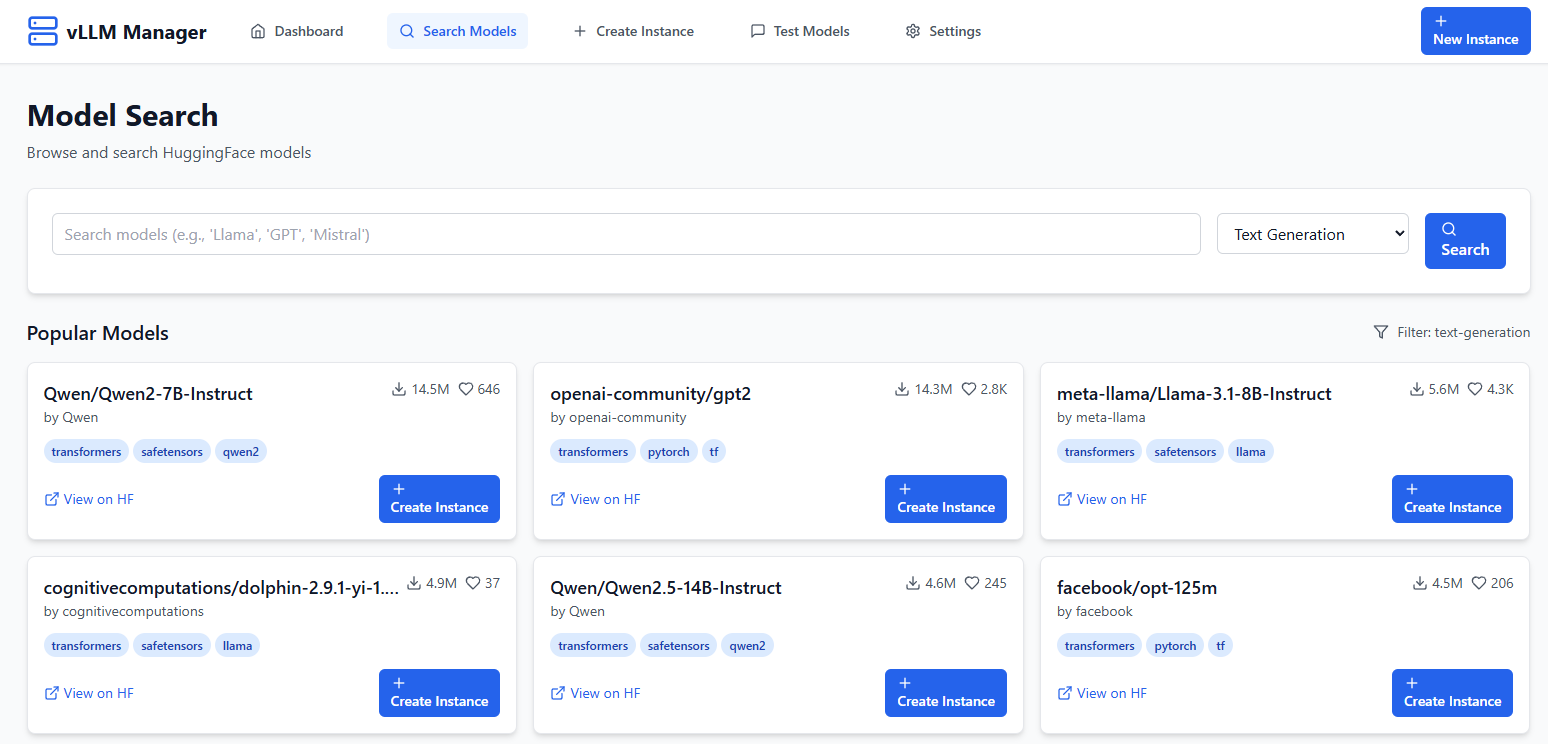 vLLM Manager
Dashboard
Search Models
Create Instance
Test Models
Settings
New Instance
Model Search
Browse and search HuggingFace models
Search models (e.g., 'Llama', 'GPT', 'Mistral')
Text Generation
Search
Popular Models
Filter: text-generation
Qwen/Qwen2-7B-Instruct
14.5M 646
by Qwen
transformers safetensors qwen2
View on HF
Create Instance
openai-community/gpt2
14.3M 2.8K
by openai-community
transformers pytorch tf
View on HF
Create Instance
meta-llama/Llama-3.1-8B-Instruct
5.6M 4.3K
by meta-llama
transformers safetensors llama
View on HF
Create Instance
cognitivecomputations/dolphin-2.9.1-yi-1....
4.9M 37
by cognitivecomputations
transformers safetensors llama
View on HF
Create Instance
Qwen/Qwen2.5-14B-Instruct
4.6M 245
by Qwen
transformers safetensors qwen2
View on HF
Create Instance
facebook/opt-125m
4.5M 206
by facebook
transformers pytorch tf
View on HF
Create Instance